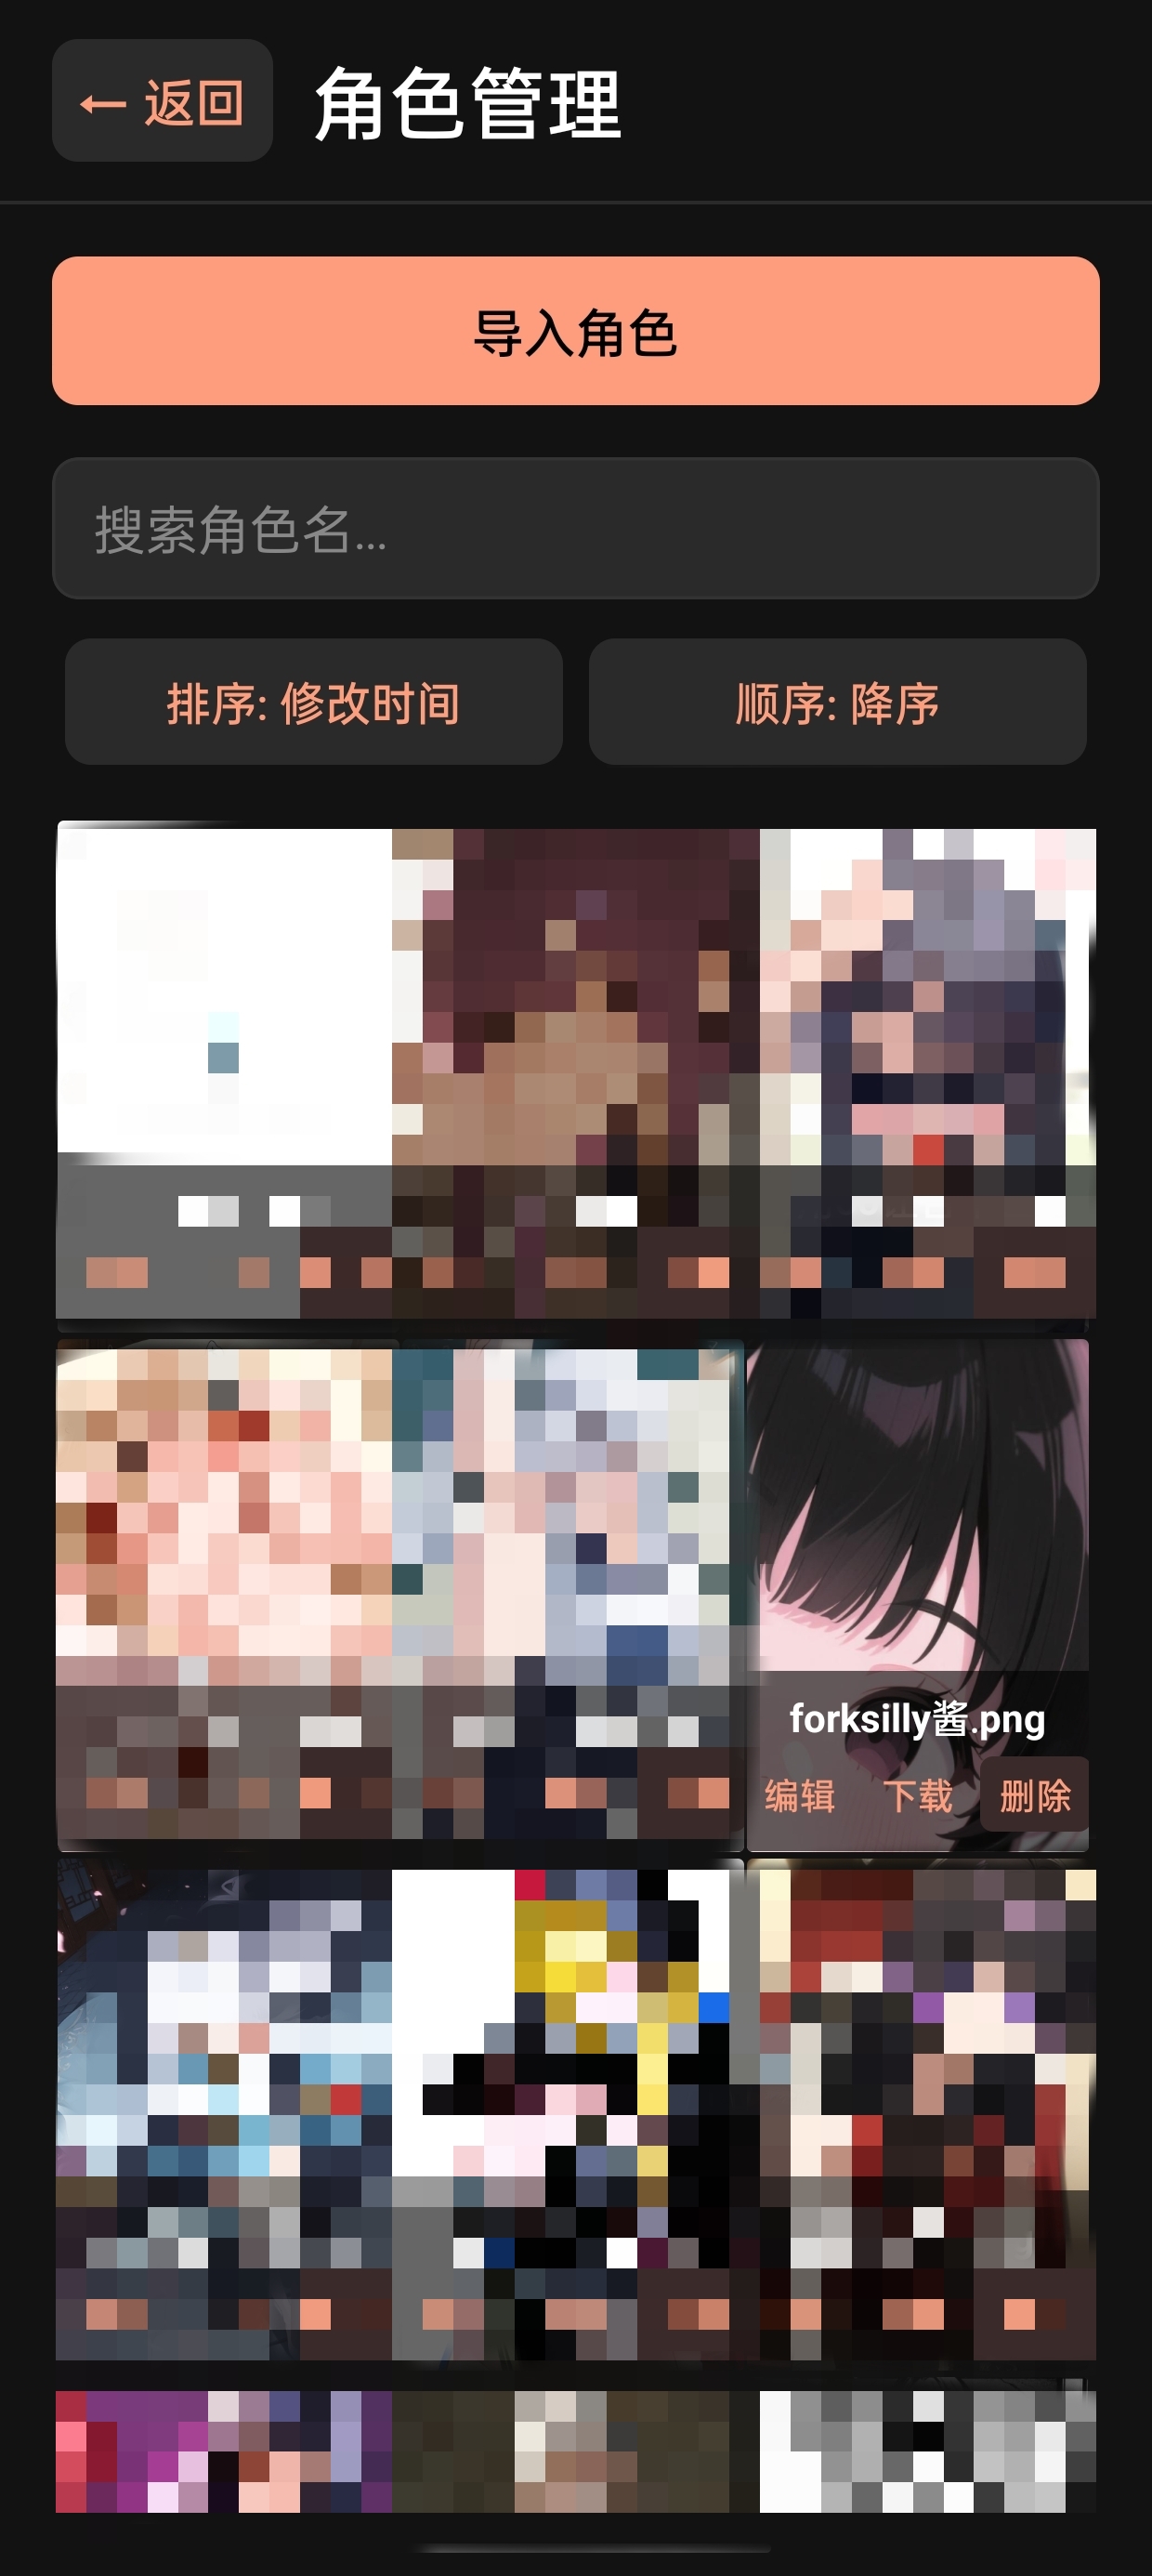 ← 返回
角色管理
导入角色
搜索角色名...
排序: 修改时间
顺序: 降序
forksilly酱.png
编辑 下载 删除